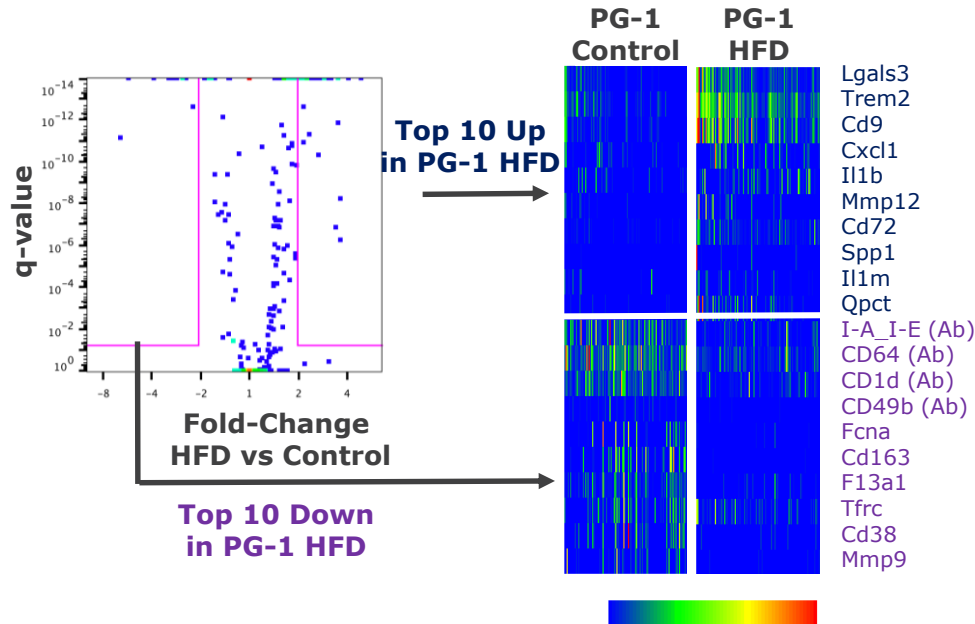 PG-1
Control
PG-1
HFD
q-value
10-14
10-12
10-10
10-8
10-6
10-4
10-2
100
-8
-4
-2
1
2
4
Fold-Change
HFD vs Control
Top 10 Up
in PG-1 HFD
Top 10 Down
in PG-1 HFD
Lgals3
Trem2
Cd9
Cxcl1
Il1b
Mmp12
Cd72
Spp1
Il1m
Qpct
I-A_I-E (Ab)
CD64 (Ab)
CD1d (Ab)
CD49b (Ab)
Fcna
Cd163
F13a1
Tfrc
Cd38
Mmp9